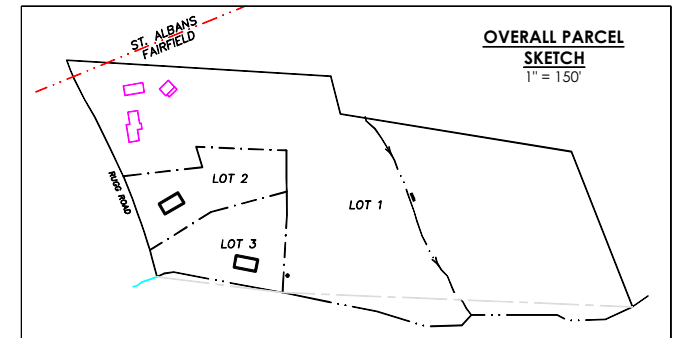 ST. ALBANS
FAIRFIELD
OVERALL PARCEL
SKETCH
1" = 150'
RUGG ROAD
LOT 2
LOT 1
LOT 3